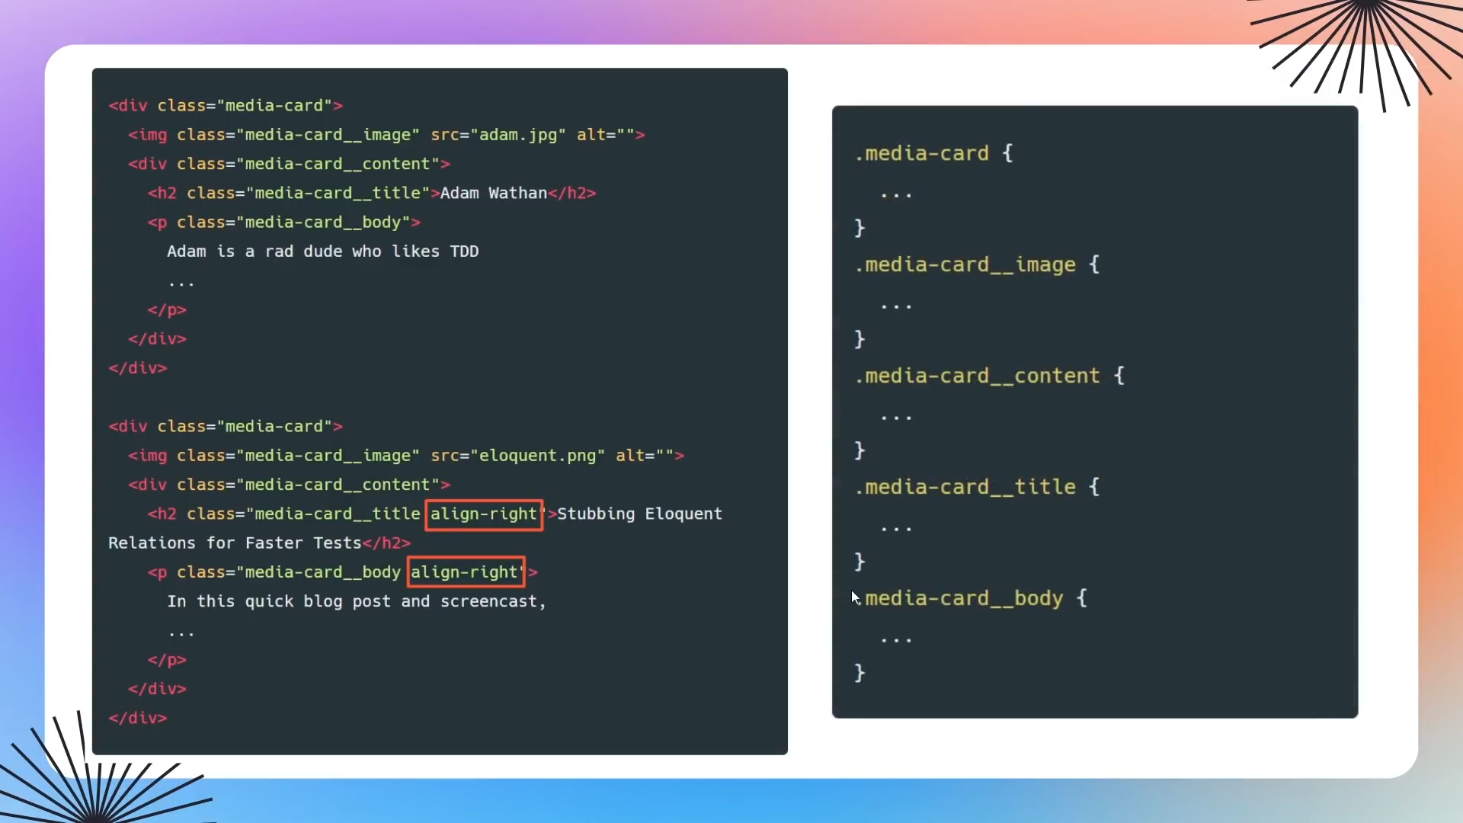 <div class="media-card">
<img class="media-card__image" src="adam.jpg" alt="">
<div class="media-card__content">
<h2 class="media-card__title">Adam Wathan</h2>
<p class="media-card__body">
Adam is a rad dude who likes TDD
...
</p>
</div>
</div>
<div class="media-card">
<img class="media-card__image" src="eloquent.png" alt="">
<div class="media-card__content">
<h2 class="media-card__title align-right">Stubbing Eloquent
Relations for Faster Tests</h2>
<p class="media-card__body align-right">
In this quick blog post and screencast,
...
</p>
</div>
</div>
.media-card {
...
}
.media-card__image {
...
}
.media-card__content {
...
}
.media-card__title {
...
}
.media-card__body {
...
}